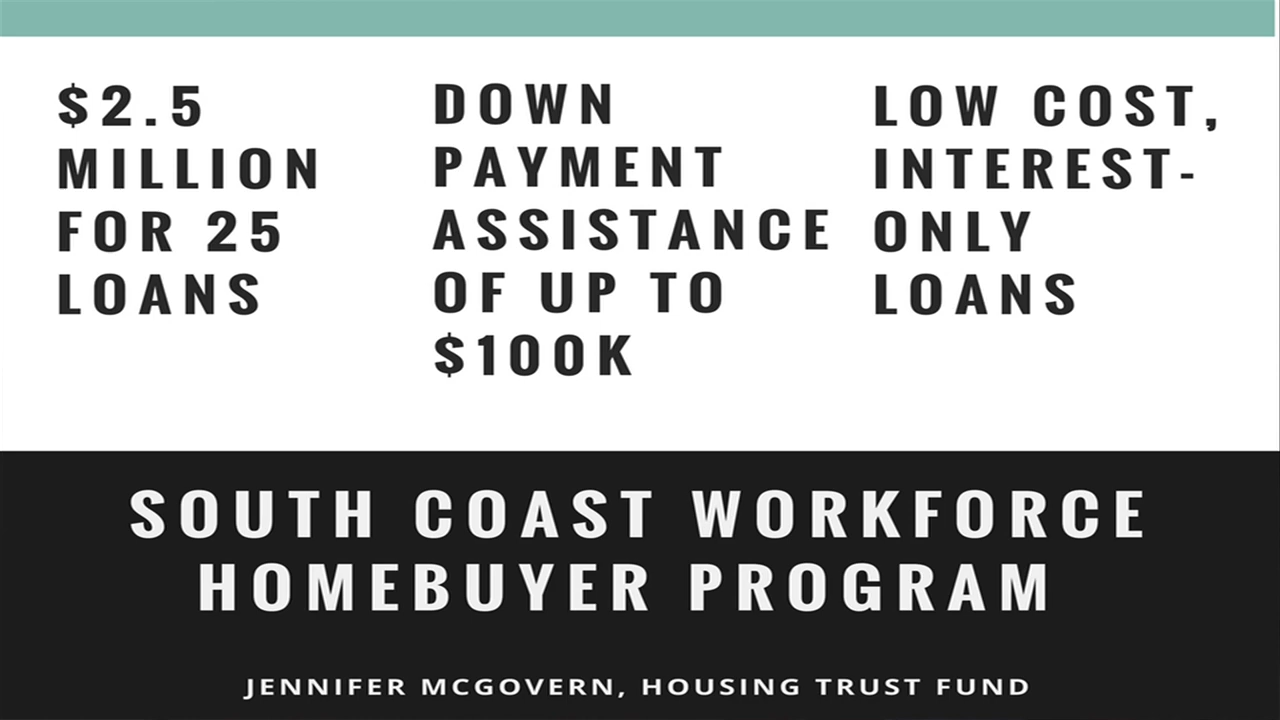 $2.5
MILLION
FOR 25
LOANS
DOWN
PAYMENT
ASSISTANCE
OF UP TO
$100K
LOW COST,
INTEREST-
ONLY
LOANS
SOUTH COAST WORKFORCE
HOMEBUYER PROGRAM
JENNIFER MCGOVERN, HOUSING TRUST FUND